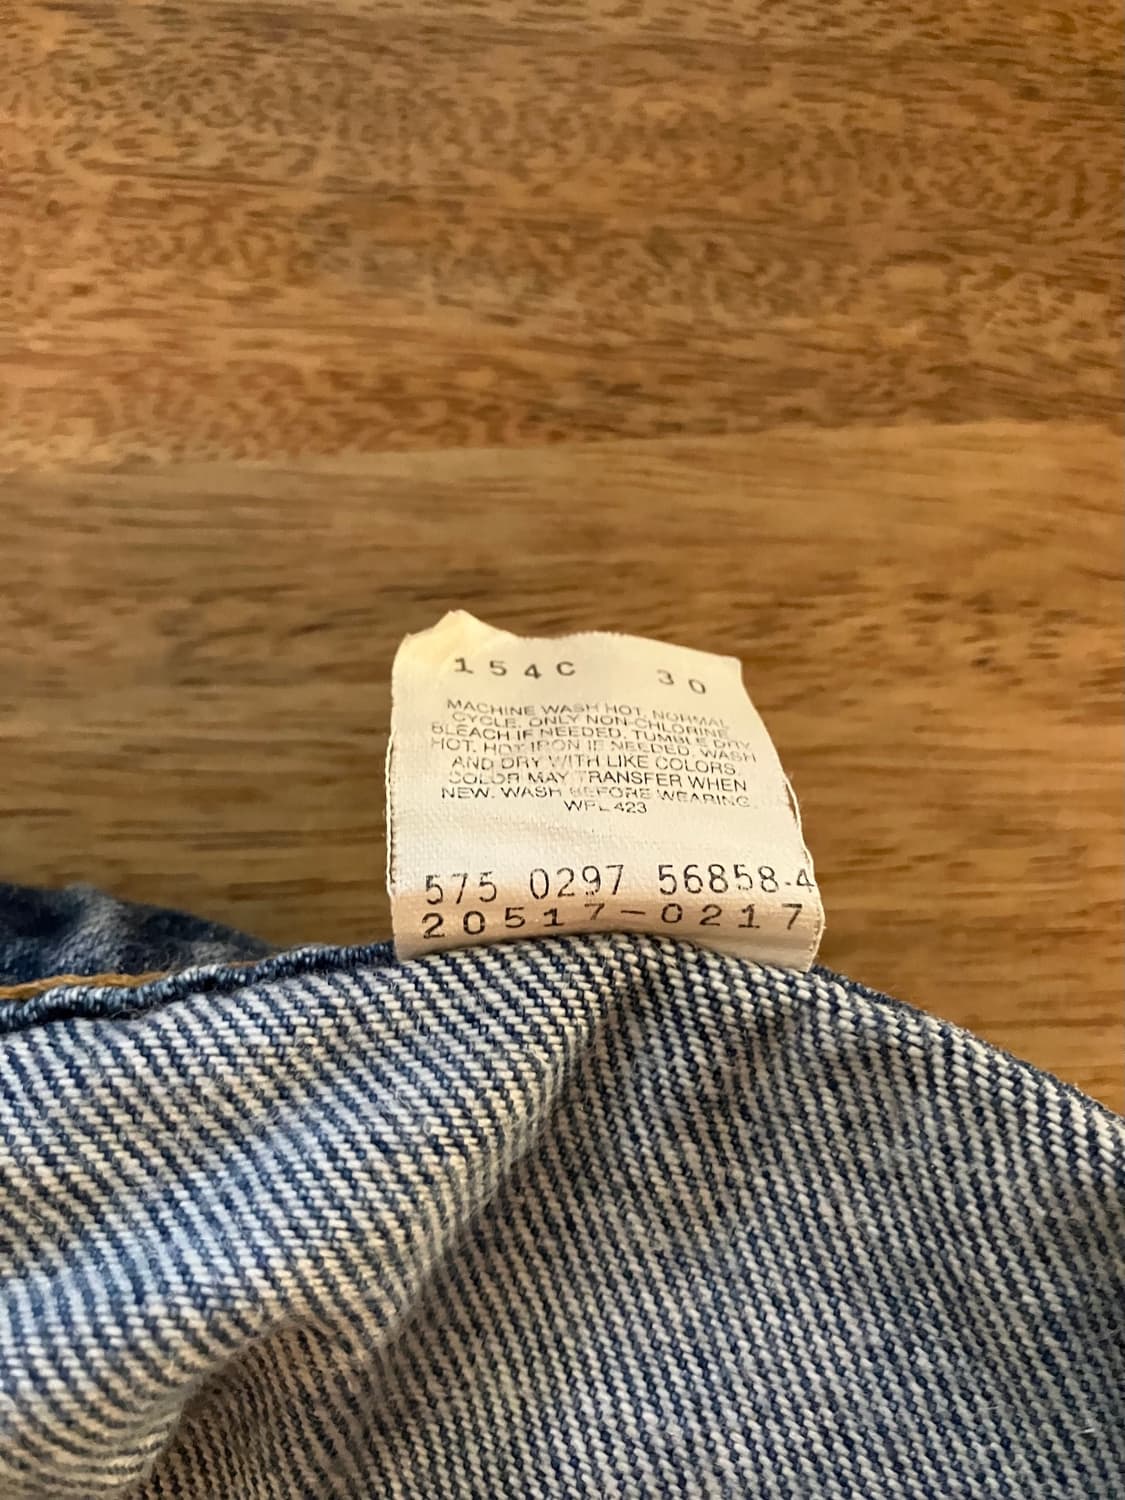 154C 30
MACHINE WASH HOT, NORMAL
CYCLE. ONLY NON-CHLORINE
BLEACH IF NEEDED. TUMBLE DRY
HOT. HOT IRON IF NEEDED. WASH
AND DRY WITH LIKE COLORS.
COLOR MAY TRANSFER WHEN
NEW. WASH BEFORE WEARING.
WPL 423
575 0297 56858-4
20517-0217